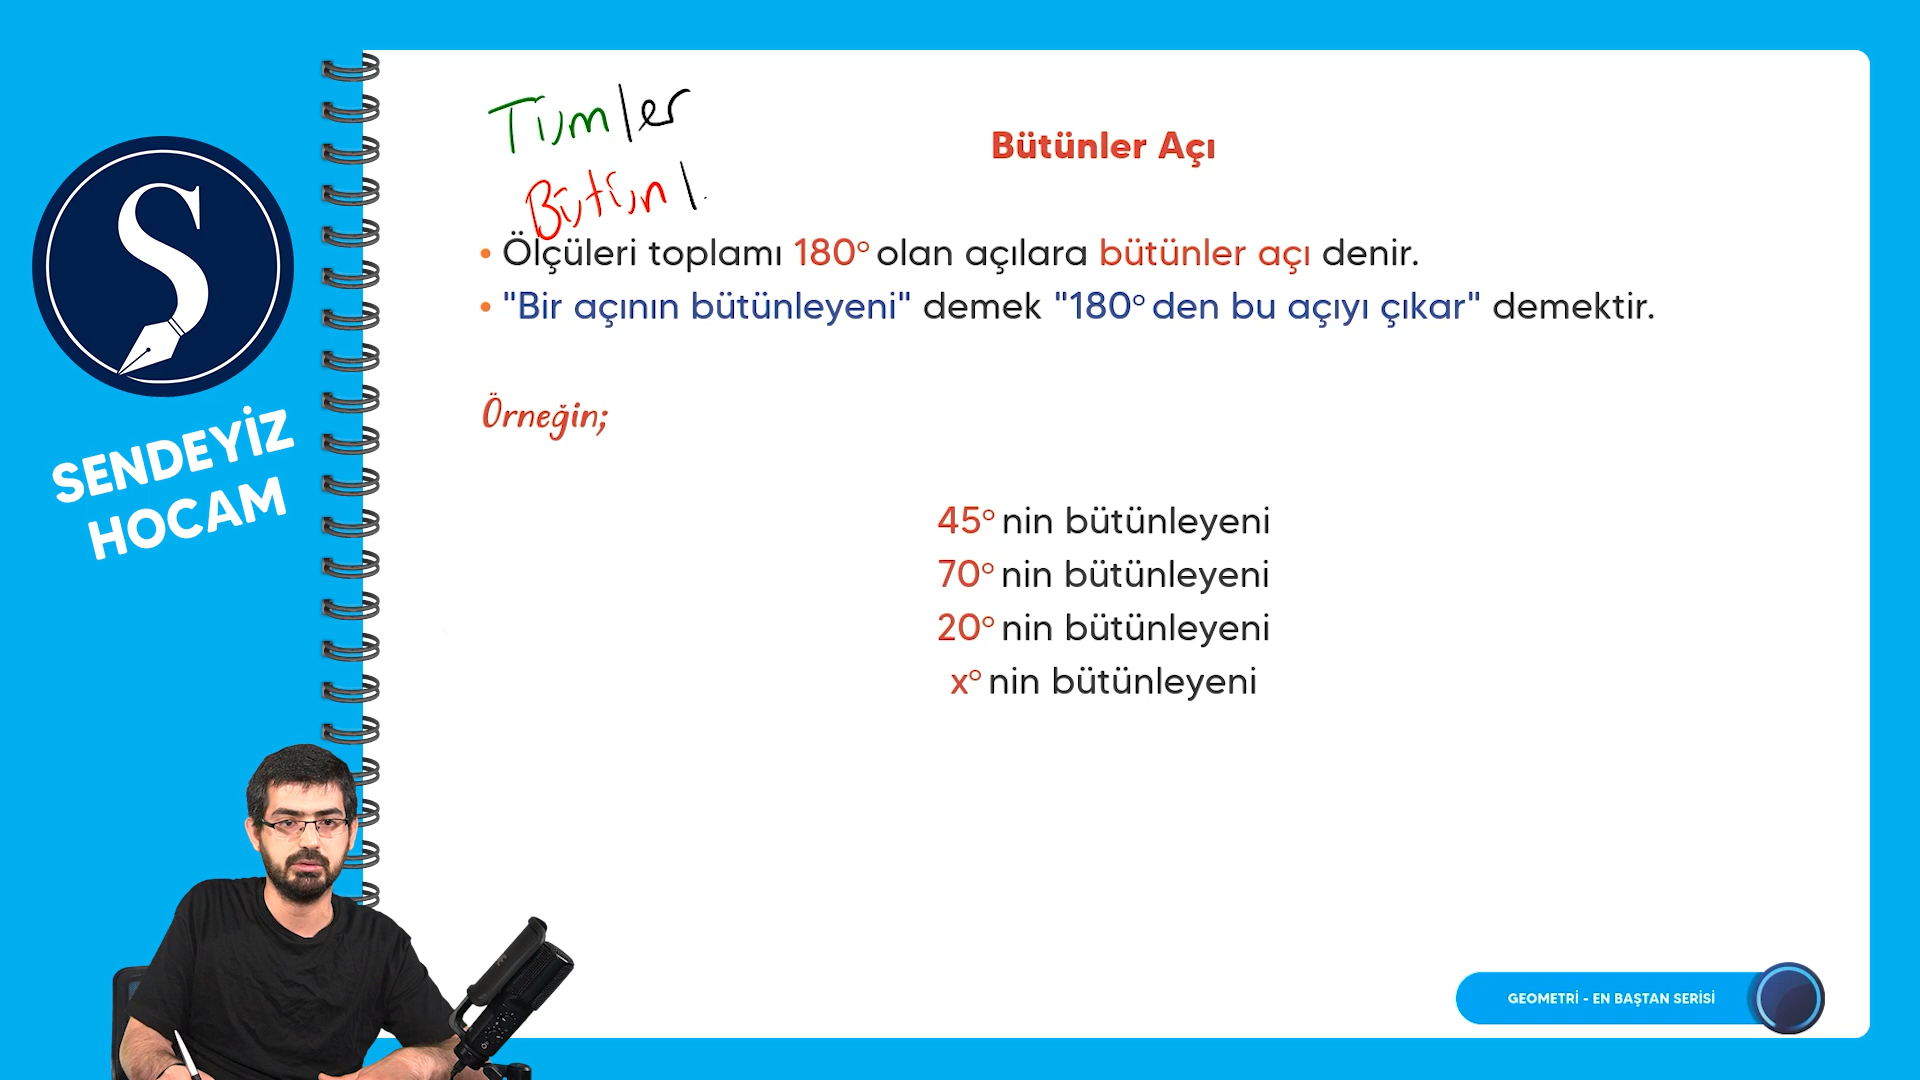 Tümler
Bütünl
Bütünler Açı
• Ölçüleri toplamı 180° olan açılara bütünler açı denir.
• "Bir açının bütünleyeni" demek "180° den bu açıyı çıkar" demektir.
SENDEYİZ
HOCAM
Örneğin;
45° nin bütünleyeni
70° nin bütünleyeni
20° nin bütünleyeni
x° nin bütünleyeni
GEOMETRİ - EN BAŞTAN SERİSİ